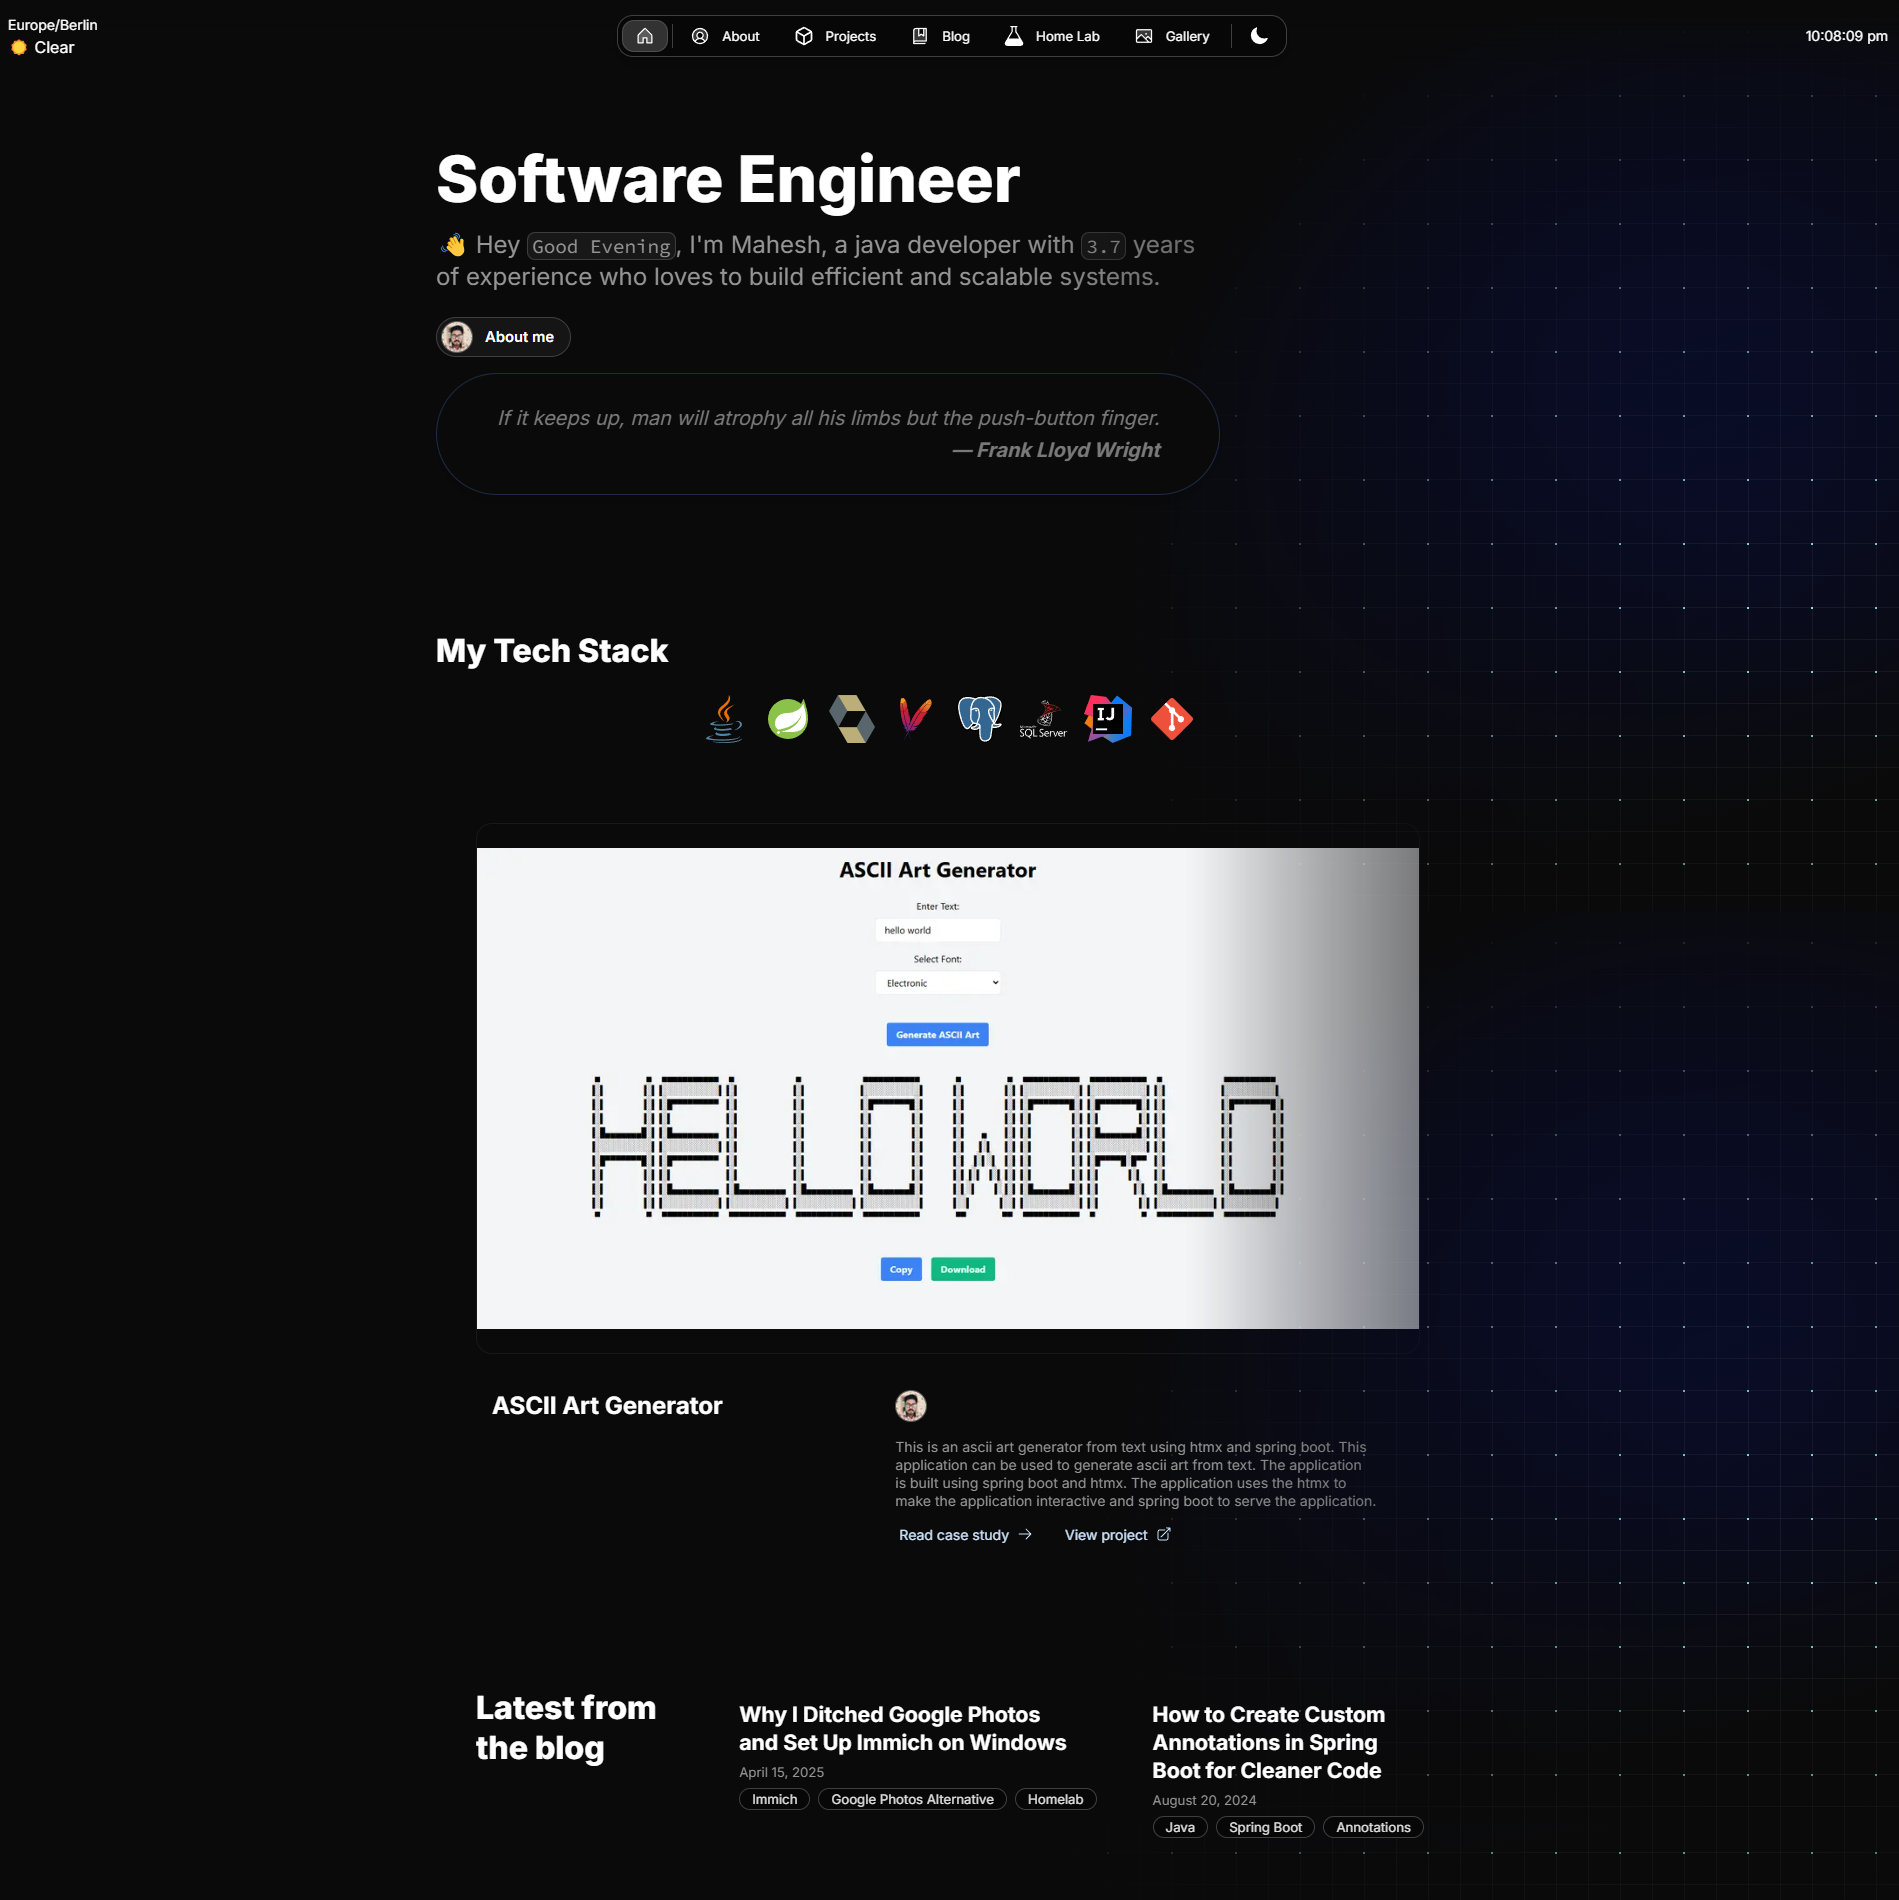 Europe/Berlin
Clear
About
Projects
Blog
Home Lab
Gallery
10:08:09 pm
Software Engineer
👋 Hey Good Evening, I'm Mahesh, a java developer with 3.7 years
of experience who loves to build efficient and scalable systems.
About me
If it keeps up, man will atrophy all his limbs but the push-button finger.
— Frank Lloyd Wright
My Tech Stack
SQL Server
IJ
ASCII Art Generator
Enter Text:
hello world
Select Font:
Electronic
Generate ASCII Art
HELLO WORLD
Copy
Download
ASCII Art Generator
This is an ascii art generator from text using htmx and spring boot. This
application can be used to generate ascii art from text. The application
is built using spring boot and htmx. The application uses the htmx to
make the application interactive and spring boot to serve the application.
Read case study
View project
Latest from
the blog
Why I Ditched Google Photos
and Set Up Immich on Windows
April 15, 2025
Immich
Google Photos Alternative
Homelab
How to Create Custom
Annotations in Spring
Boot for Cleaner Code
August 20, 2024
Java
Spring Boot
Annotations